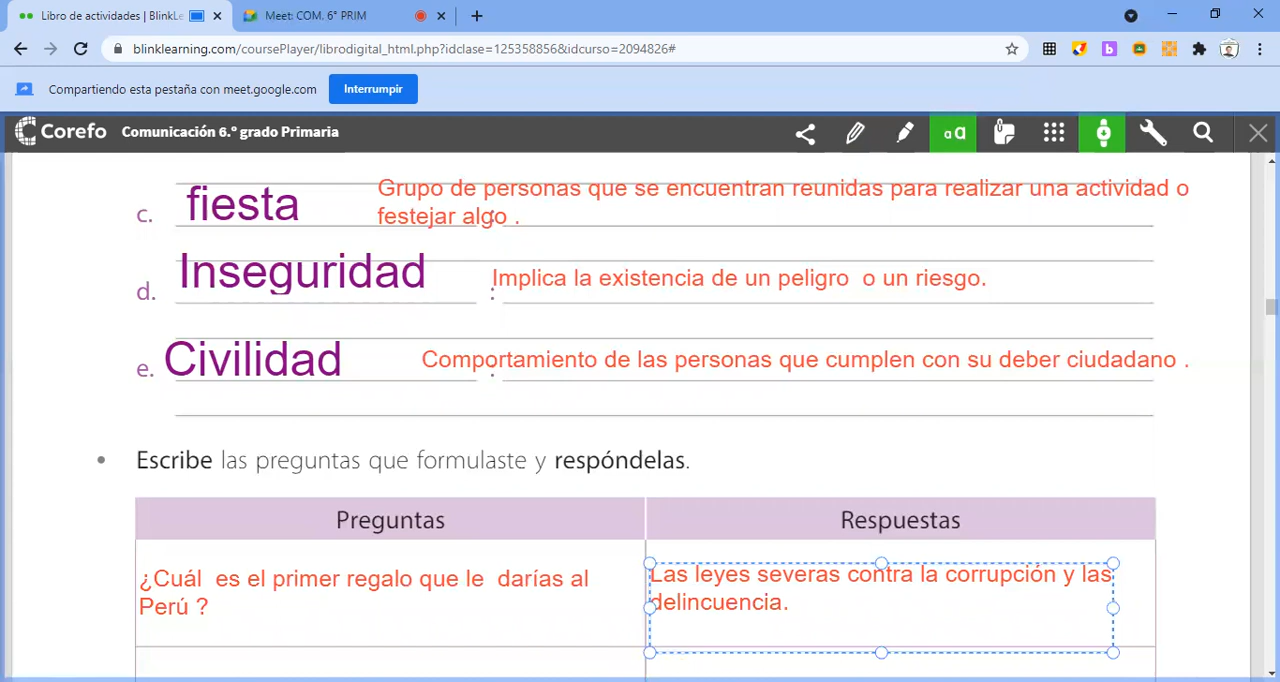 Libro de actividades | BlinkLe
Meet: COM. 6° PRIM
blinklearning.com/coursePlayer/librodigital_html.php?idclase=125358856&idcurso=2094826#
Compartiendo esta pestaña con meet.google.com
Interrumpir
Corefo
Comunicación 6.º grado Primaria
aa
c. fiesta : Grupo de personas que se encuentran reunidas para realizar una actividad o
festejar algo .
d. Inseguridad : Implica la existencia de un peligro o un riesgo.
e. Civilidad : Comportamiento de las personas que cumplen con su deber ciudadano .
• Escribe las preguntas que formulaste y respóndelas.
Preguntas
Respuestas
¿Cuál es el primer regalo que le darías al
Perú ?
Las leyes severas contra la corrupción y las
delincuencia.